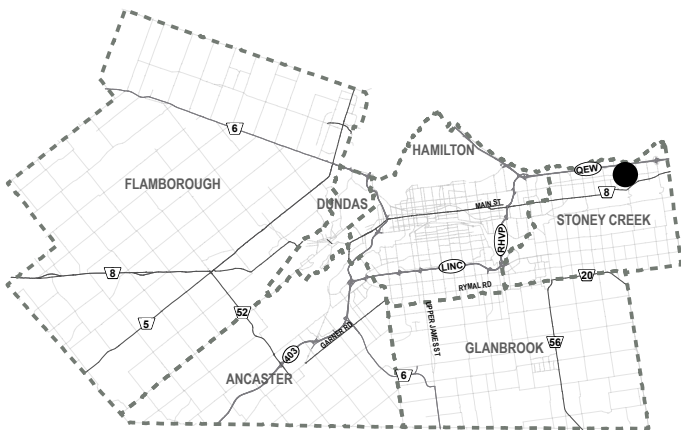 HAMILTON
6
QEW
FLAMBOROUGH
8
DUNDAS
MAIN ST
STONEY CREEK
RHVP
LINC
8
20
RYMAL RD
52
5
UPPER JAMES ST
GARNER RD
403
56
GLANBROOK
ANCASTER
6